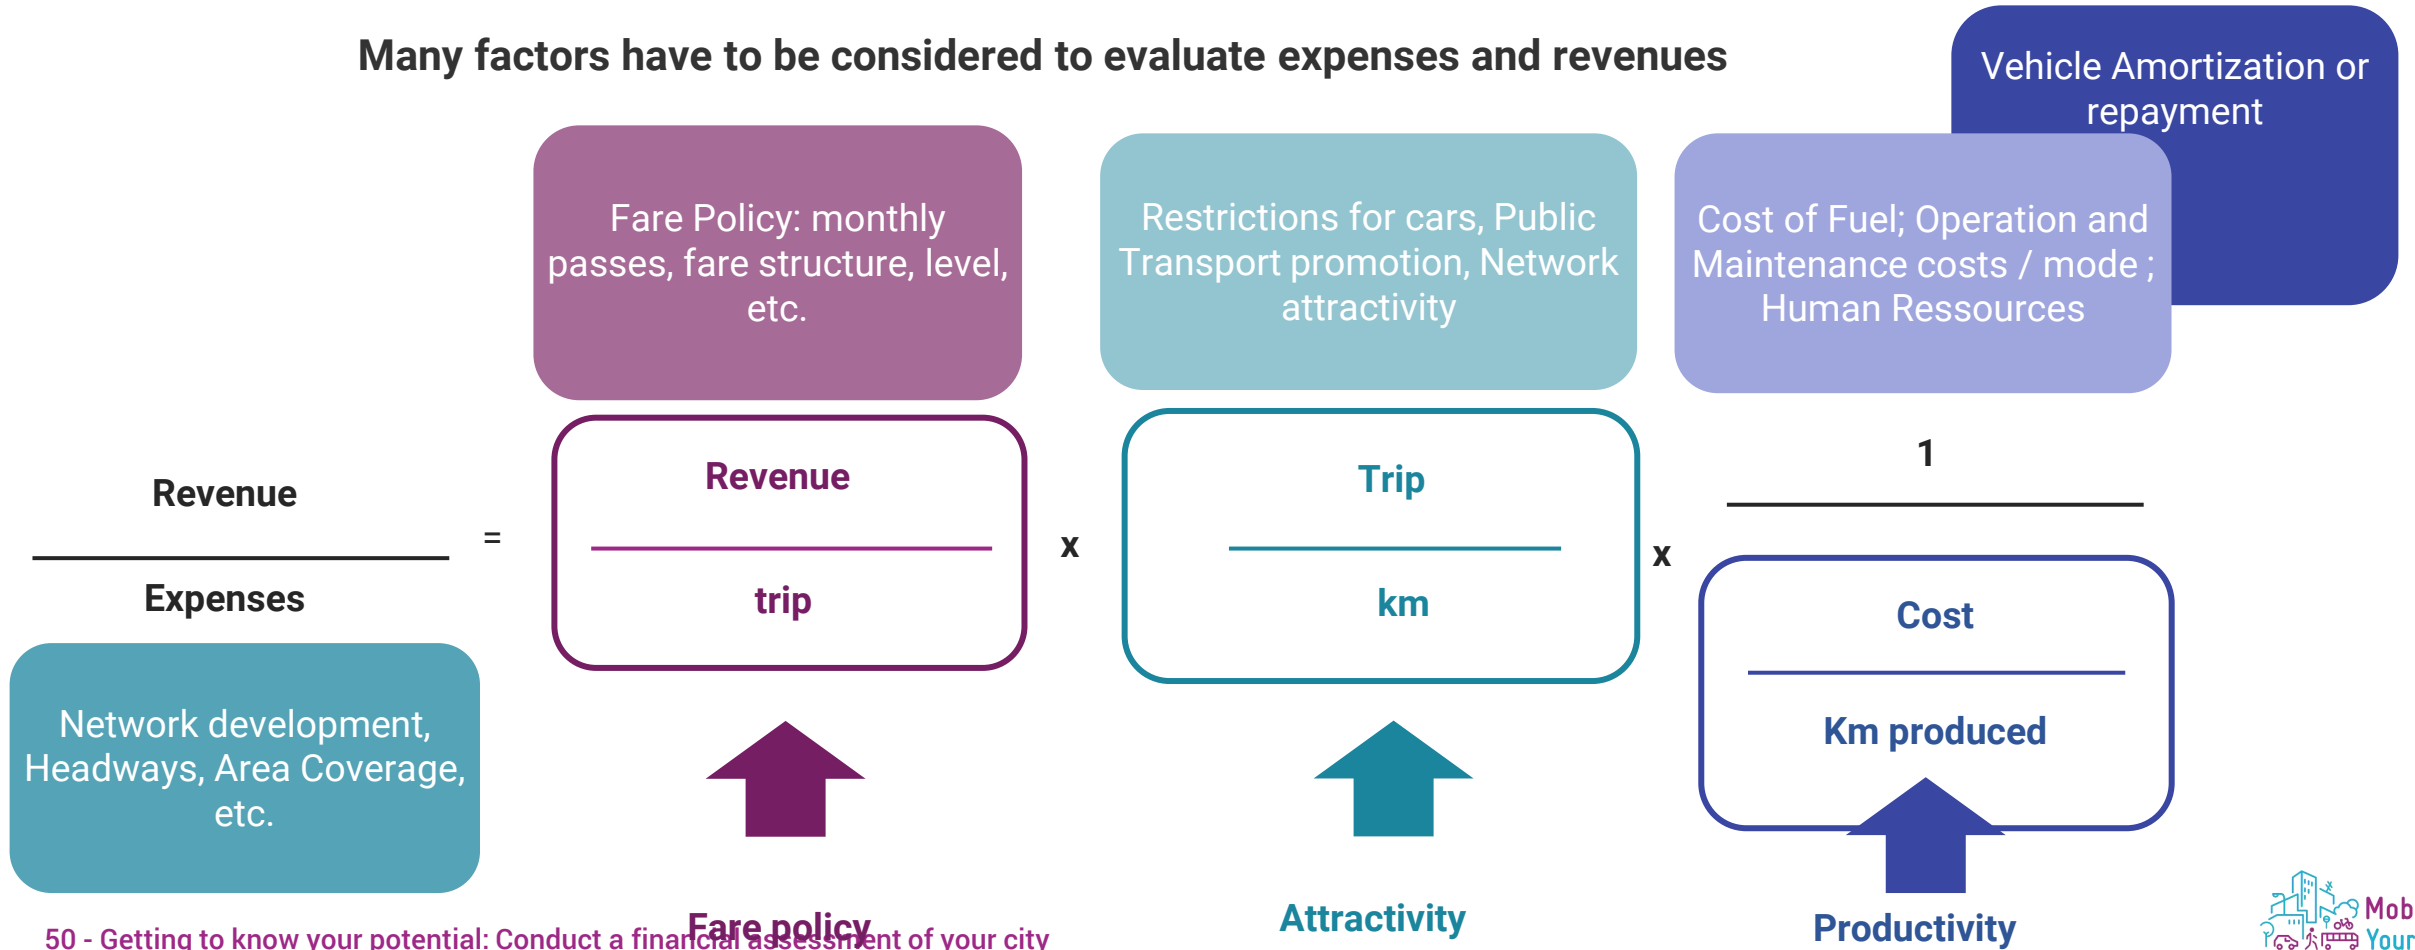 Many factors have to be considered to evaluate expenses and revenues
Vehicle Amortization or
repayment
Fare Policy: monthly
passes, fare structure, level,
etc.
Restrictions for cars, Public
Transport promotion, Network
attractivity
Cost of Fuel; Operation and
Maintenance costs / mode ;
Human Ressources
Revenue
Expenses
=
Revenue
trip
x
Trip
km
x
1
Cost
Km produced
Network development,
Headways, Area Coverage,
etc.
Fare policy
Attractivity
Productivity
50 - Getting to know your potential: Conduct a financial assessment of your city
Mob
Your